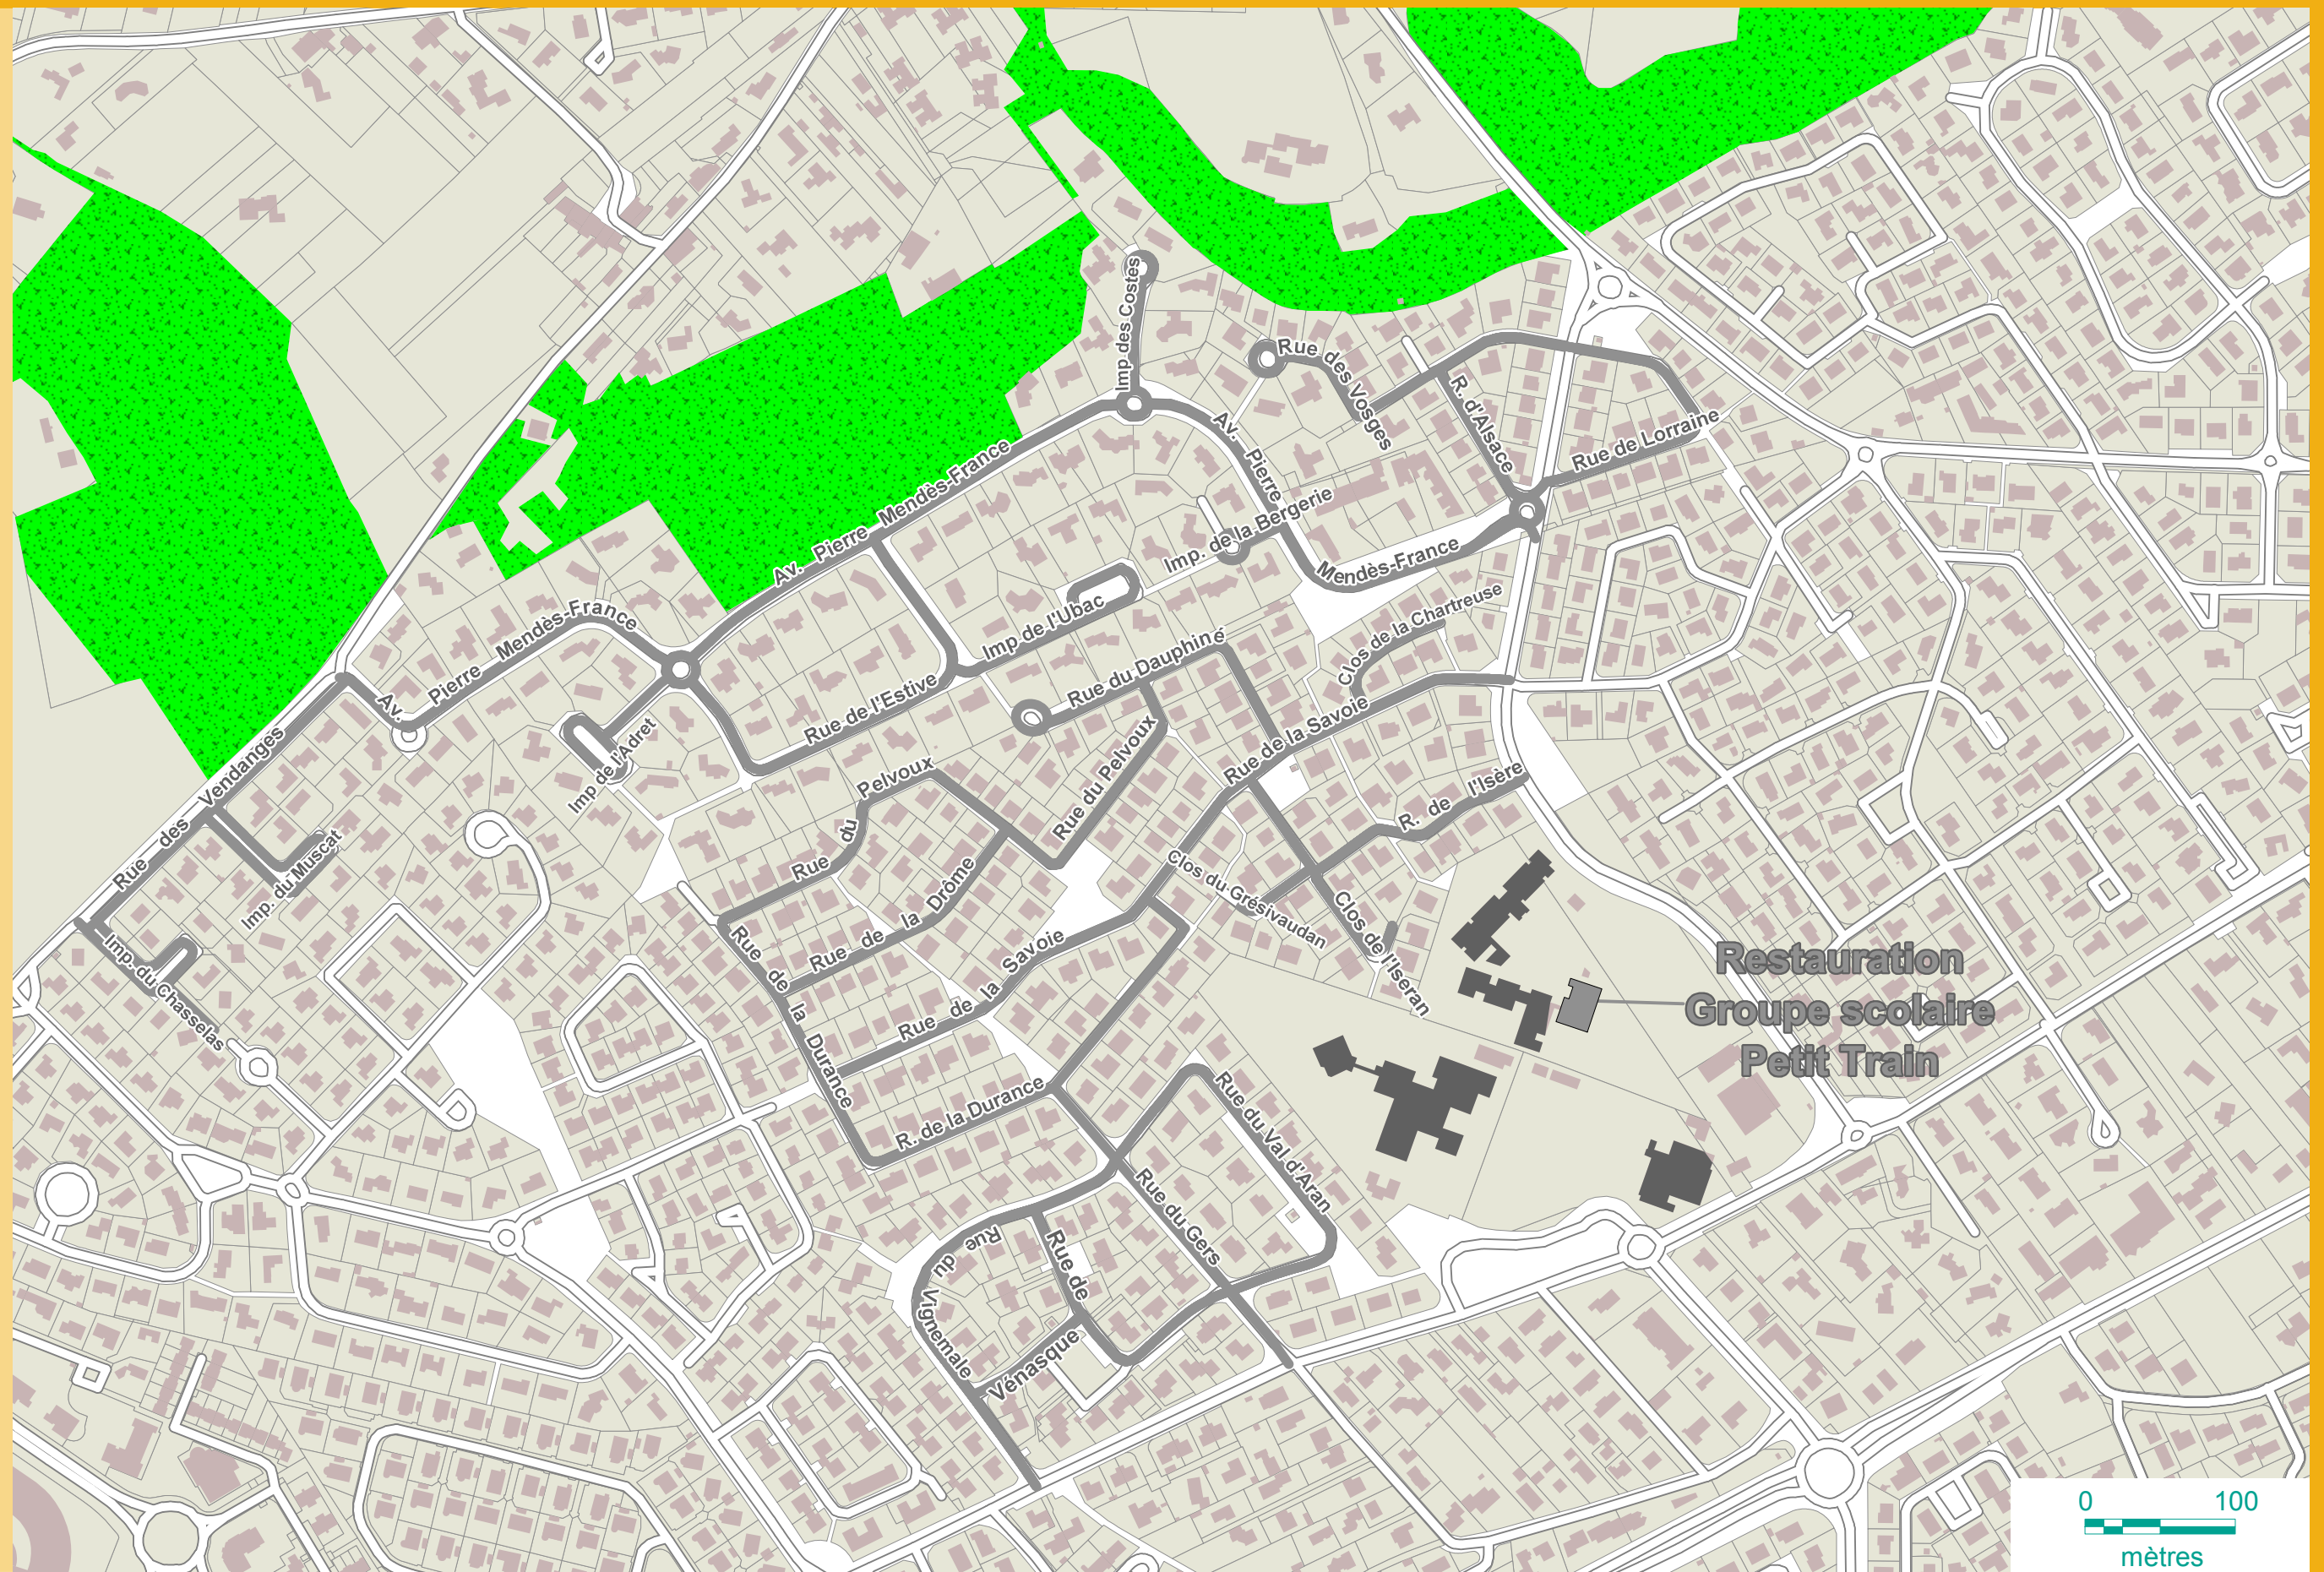 Imp des Costes
Rue des Vosges
R. d'Alsace
Rue de Lorraine
Av. Pierre Mendès-France
Av. Pierre
Mendès-France
Imp. de la Bergerie
Imp de l'Ubac
Clos de la Chartreuse
Av. Pierre Mendès-France
Rue du Dauphiné
Rue de l'Estive
Imp de l'Adret
Rue de la Savoie
Rue du Pelvoux
Rue du Pelvoux
R. de l'Isère
Rue des Vendanges
Imp. du Muscat
Imp. du Chasselas
Rue de la Drôme
Clos du Grésivaudan
Clos de l'Iseran
Rue de la Savoie
Rue de la Durance
R. de la Durance
Restauration
Groupe scolaire
Petit Train
Rue du Val d'Aran
Rue du Gers
Rue du Vignemale
Rue de
Vénasque
0 100
mètres